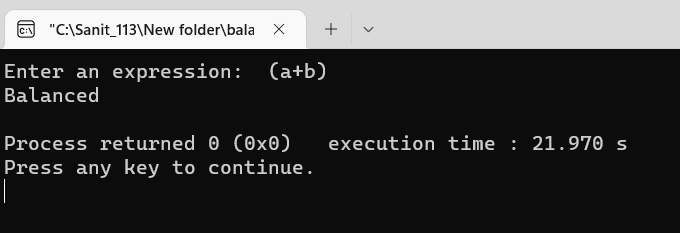 "C:\Sanit_113\New folder\bala
Enter an expression:  (a+b)
Balanced
Process returned 0 (0x0)   execution time : 21.970 s
Press any key to continue.